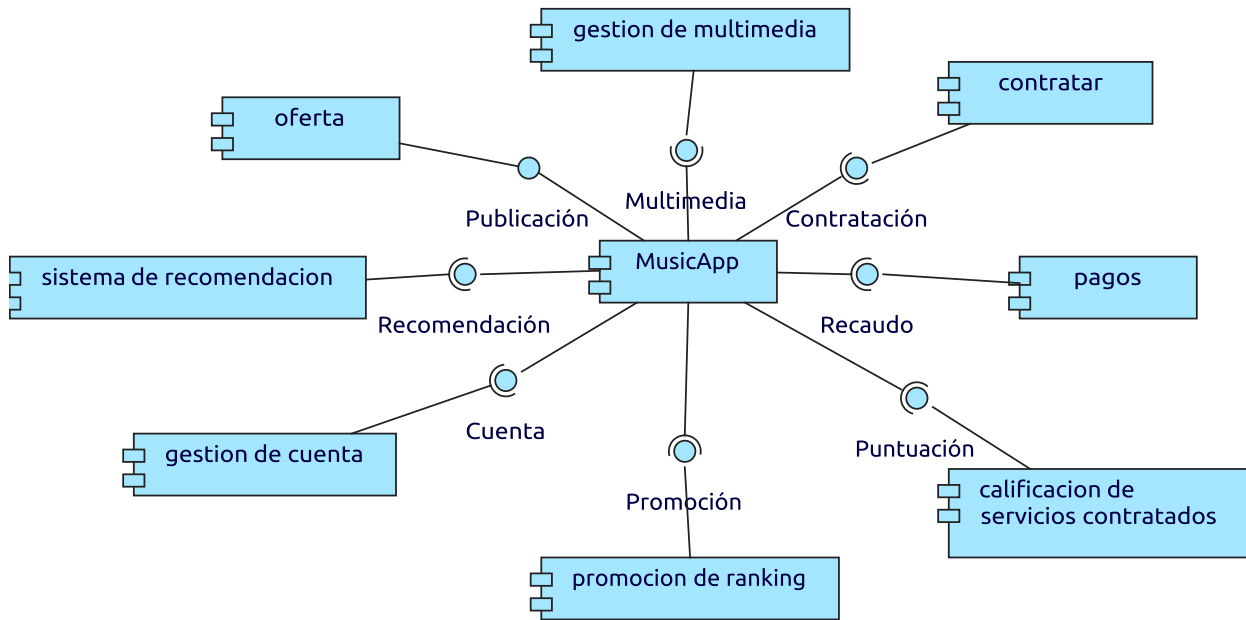 gestion de multimedia
contratar
oferta
Multimedia
Publicación
Contratación
MusicApp
sistema de recomendacion
pagos
Recomendación
Recaudo
Cuenta
gestion de cuenta
Puntuación
calificacion de
servicios contratados
Promoción
promocion de ranking